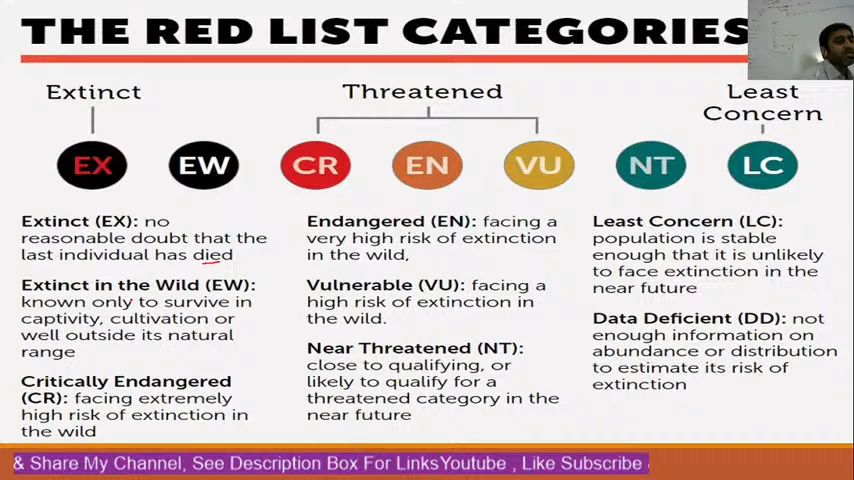 THE RED LIST CATEGORIES
Extinct
Threatened
Least
Concern
EX
EW
CR
EN
VU
NT
LC
Extinct (EX): no
reasonable doubt that the
last individual has died
Extinct in the Wild (EW):
known only to survive in
captivity, cultivation or
well outside its natural
range
Critically Endangered
(CR): facing extremely
high risk of extinction in
the wild
Endangered (EN): facing a
very high risk of extinction
in the wild,
Vulnerable (VU): facing a
high risk of extinction in
the wild.
Near Threatened (NT):
close to qualifying, or
likely to qualify for a
threatened category in the
near future
Least Concern (LC):
population is stable
enough that it is unlikely
to face extinction in the
near future
Data Deficient (DD): not
enough information on
abundance or distribution
to estimate its risk of
extinction
& Share My Channel, See Description Box For LinksYoutube , Like Subscribe